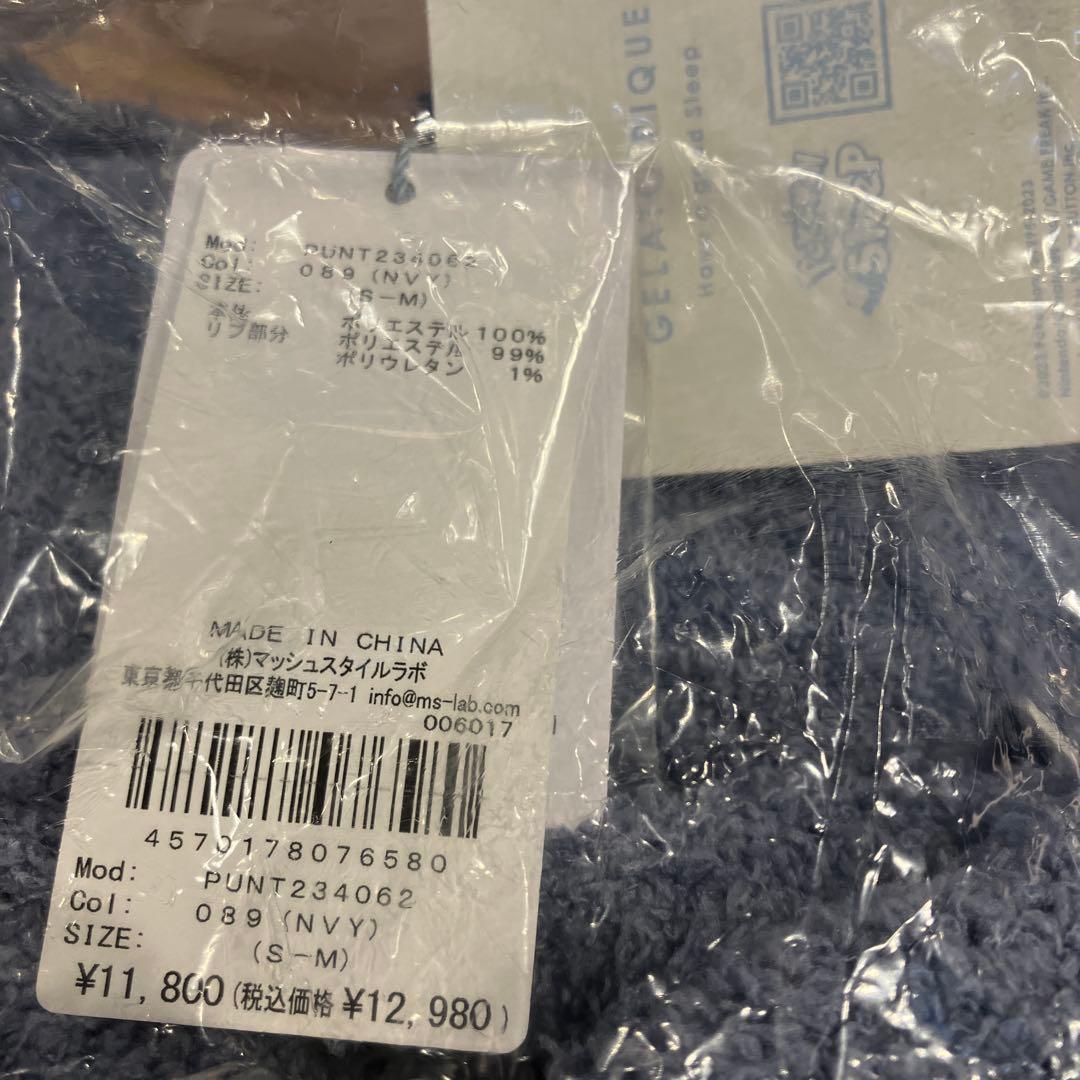 Mod: PUNT234062
Col: 089 (NVY)
SIZE: (S-M)
本体 ポリエステル 100%
リブ部分 ポリエステル 99%
ポリウレタン 1%
MADE IN CHINA
(株)マッシュスタイルラボ
東京都千代田区麹町5-7-1 info@ms-lab.com
006017
4570178076580
Mod: PUNT234062
Col: 089 (NVY)
SIZE: (S-M)
¥11,800(税込価格 ¥12,980)
PIQUE
Sleep